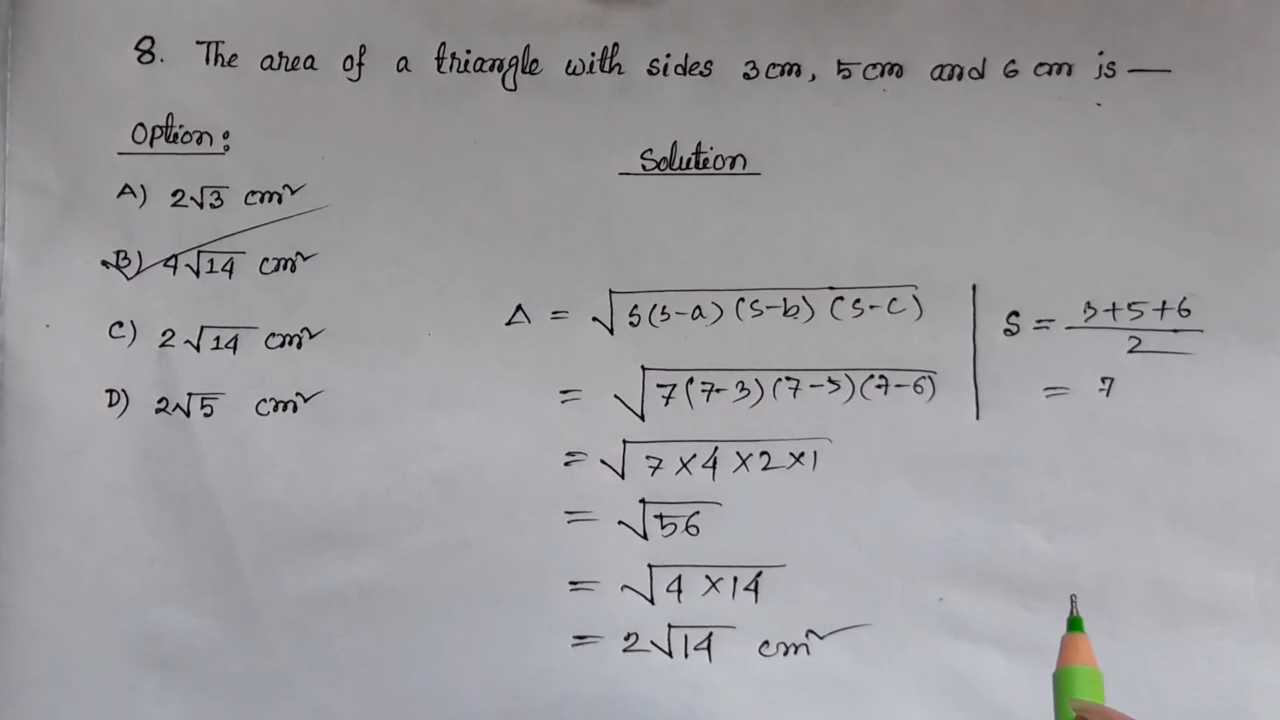 8. The area of a triangle with sides 3cm, 5cm and 6 cm is —
Option:
A) 2√3 cm²
B) 4√14 cm²
C) 2√14 cm²
D) 2√5 cm²
Solution
Δ = √s(s-a)(s-b)(s-c)
= √7(7-3)(7-5)(7-6)
= √7×4×2×1
= √56
= √4×14
= 2√14 cm²
S = 3+5+6
2
= 7